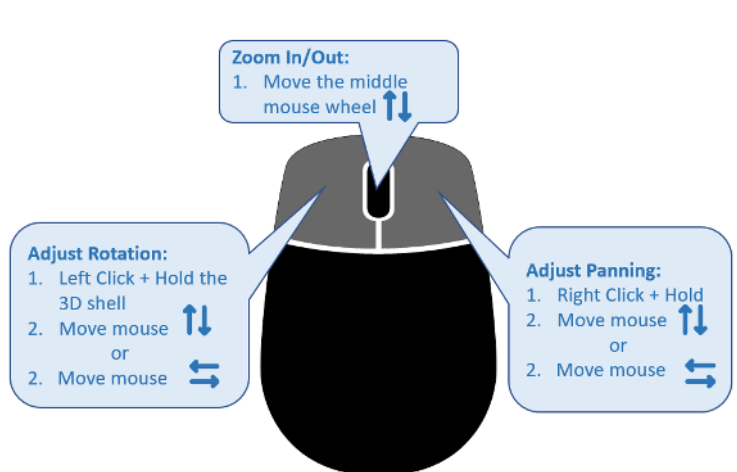 Zoom In/Out:
1. Move the middle
mouse wheel
Adjust Rotation:
1. Left Click + Hold the
3D shell
2. Move mouse
or
2. Move mouse
Adjust Panning:
1. Right Click + Hold
2. Move mouse
or
2. Move mouse